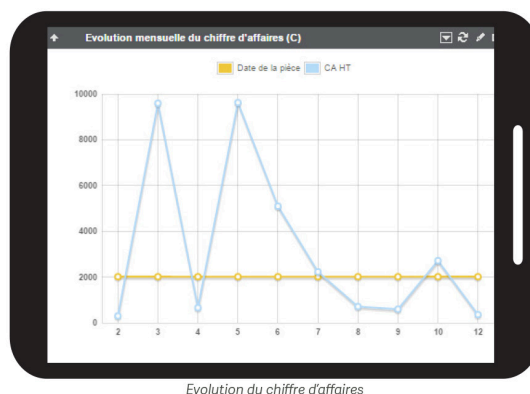 Evolution mensuelle du chiffre d'affaires (C)
Date de la pièce CA HT
10000
8000
6000
4000
2000
0
2 3 4 5 6 7 8 9 10 12
Evolution du chiffre d'affaires